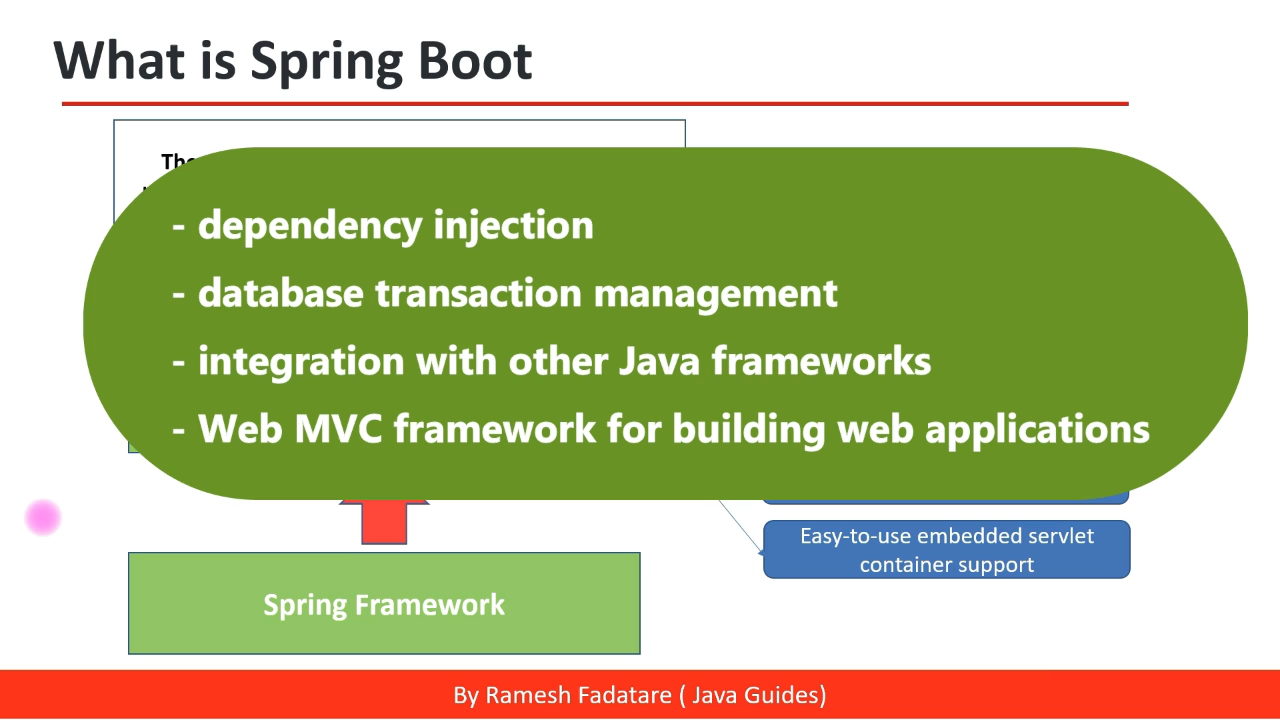 What is Spring Boot
- dependency injection
- database transaction management
- integration with other Java frameworks
- Web MVC framework for building web applications
Easy-to-use embedded servlet
container support
Spring Framework
By Ramesh Fadatare ( Java Guides)